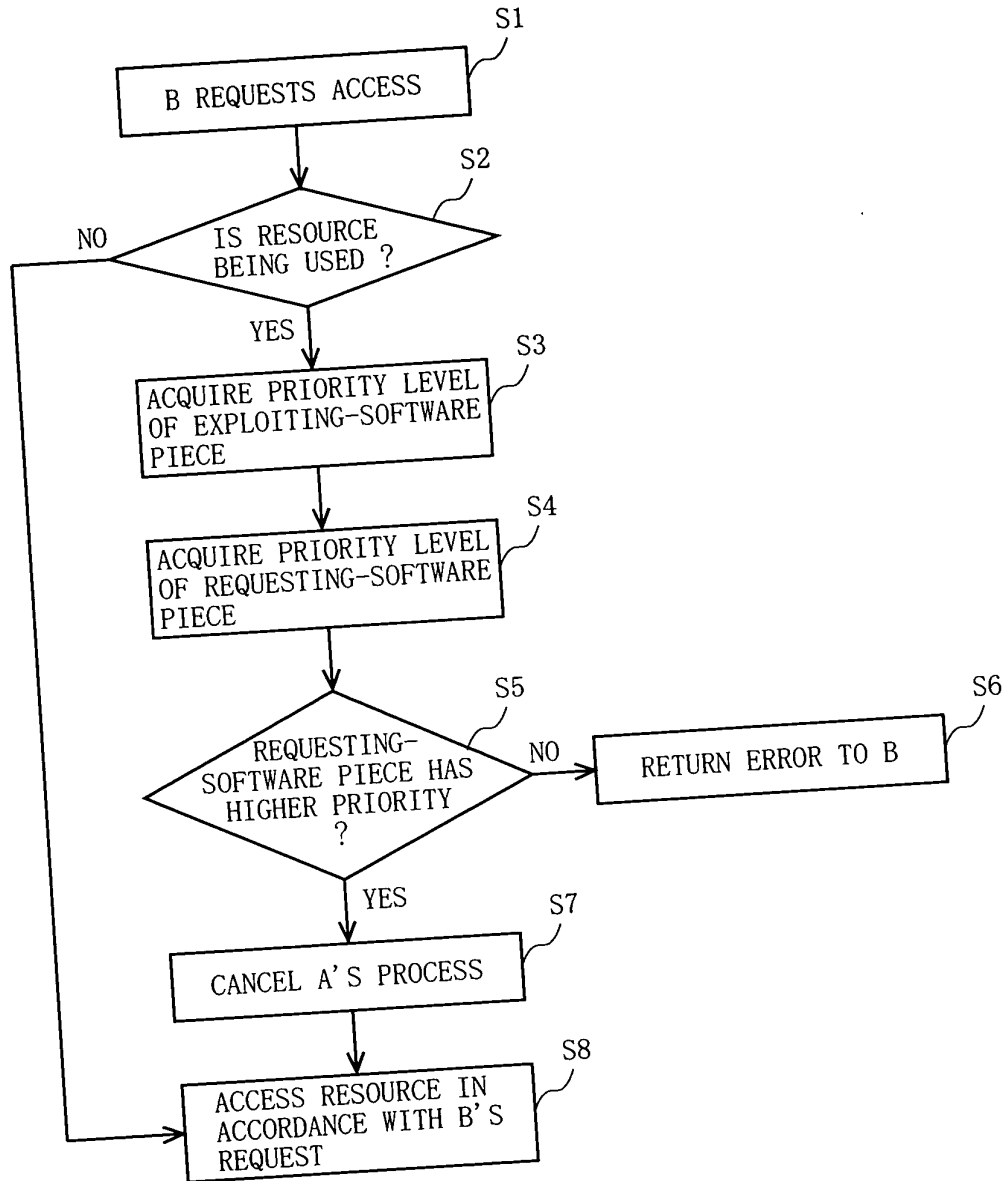 S1
B REQUESTS ACCESS
S2
IS RESOURCE
BEING USED ?
NO
YES
S3
ACQUIRE PRIORITY LEVEL
OF EXPLOITING-SOFTWARE
PIECE
S4
ACQUIRE PRIORITY LEVEL
OF REQUESTING-SOFTWARE
PIECE
S5
REQUESTING-
SOFTWARE PIECE HAS
HIGHER PRIORITY
?
NO
S6
RETURN ERROR TO B
YES
S7
CANCEL A'S PROCESS
S8
ACCESS RESOURCE IN
ACCORDANCE WITH B'S
REQUEST